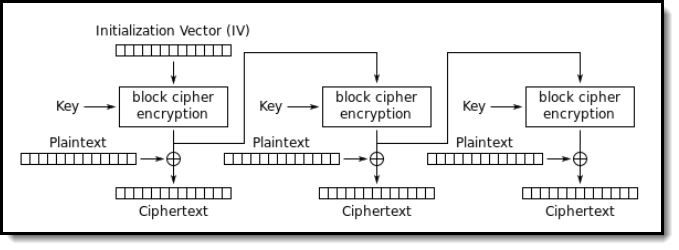 Initialization Vector (IV)
Key
block cipher
encryption
Key
block cipher
encryption
Key
block cipher
encryption
Plaintext
Plaintext
Plaintext
Ciphertext
Ciphertext
Ciphertext